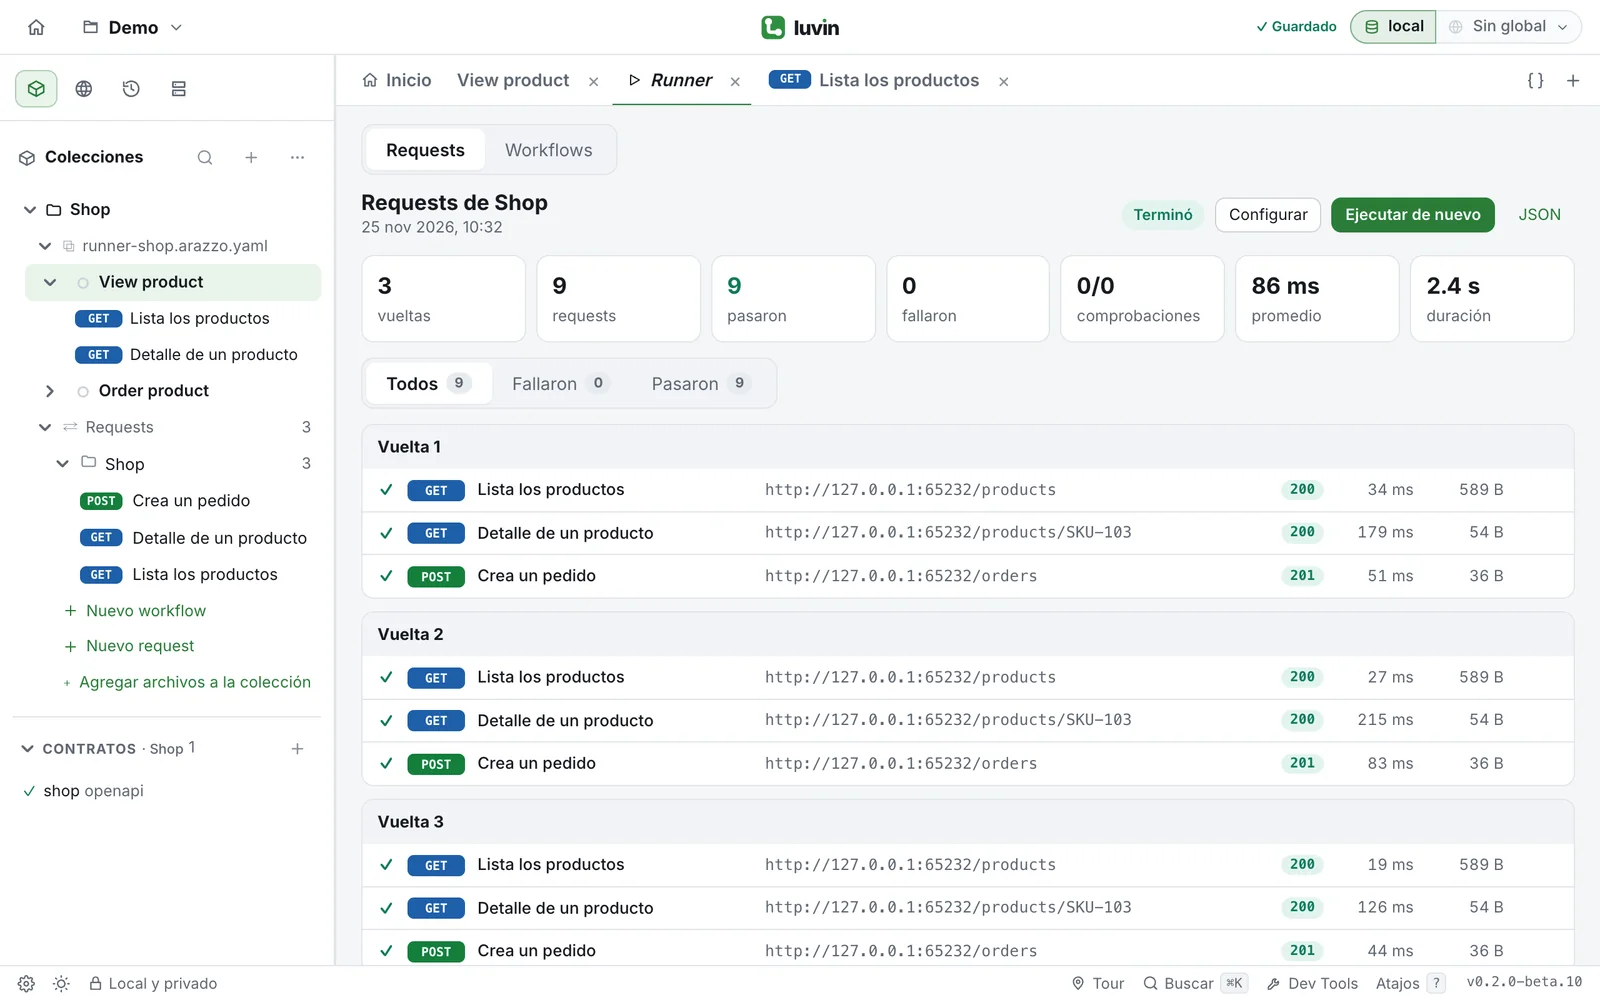 Demo
luvin
Guardado
local
Sin global
Inicio
View product
Runner
GET Lista los productos
{ }
Colecciones
Shop
runner-shop.arazzo.yaml
View product
GET Lista los productos
GET Detalle de un producto
Order product
Requests 3
Shop 3
POST Crea un pedido
GET Detalle de un producto
GET Lista los productos
+ Nuevo workflow
+ Nuevo request
+ Agregar archivos a la colección
CONTRATOS · Shop 1
shop openapi
Requests
Workflows
Requests de Shop
25 nov 2026, 10:32
Terminó
Configurar
Ejecutar de nuevo
JSON
3
vueltas
9
requests
9
pasaron
0
fallaron
0/0
comprobaciones
86 ms
promedio
2.4 s
duración
Todos 9
Fallaron 0
Pasaron 9
Vuelta 1
GET Lista los productos http://127.0.0.1:65232/products 200 34 ms 589 B
GET Detalle de un producto http://127.0.0.1:65232/products/SKU-103 200 179 ms 54 B
POST Crea un pedido http://127.0.0.1:65232/orders 201 51 ms 36 B
Vuelta 2
GET Lista los productos http://127.0.0.1:65232/products 200 27 ms 589 B
GET Detalle de un producto http://127.0.0.1:65232/products/SKU-103 200 215 ms 54 B
POST Crea un pedido http://127.0.0.1:65232/orders 201 83 ms 36 B
Vuelta 3
GET Lista los productos http://127.0.0.1:65232/products 200 19 ms 589 B
GET Detalle de un producto http://127.0.0.1:65232/products/SKU-103 200 126 ms 54 B
POST Crea un pedido http://127.0.0.1:65232/orders 201 44 ms 36 B
Local y privado
Tour
Buscar ⌘K
Dev Tools
Atajos ?
v0.2.0-beta.10